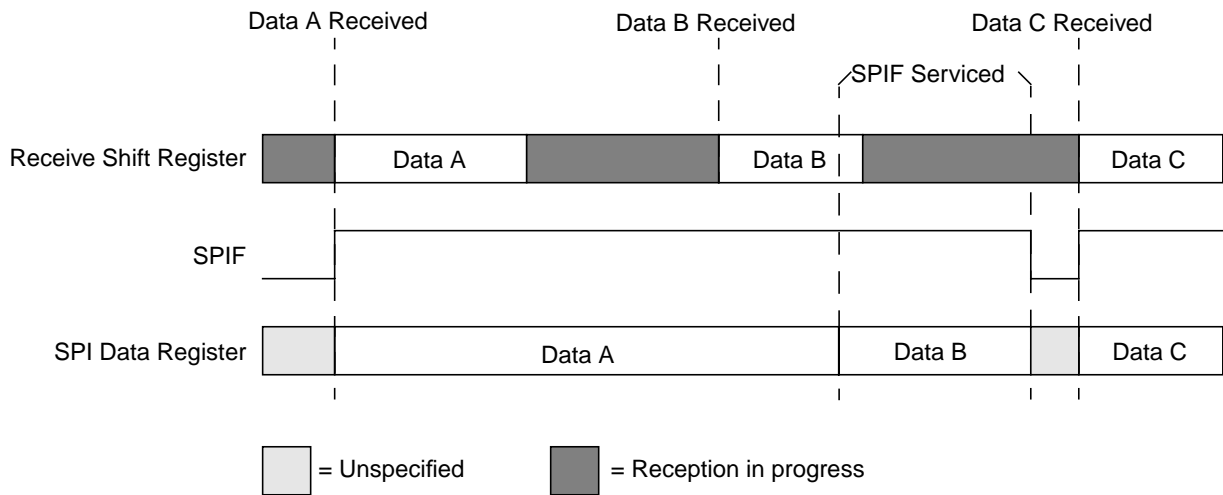 Data A Received
Data B Received
Data C Received
SPIF Serviced
Receive Shift Register
Data A
Data B
Data C
SPIF
SPI Data Register
Data A
Data B
Data C
= Unspecified
= Reception in progress